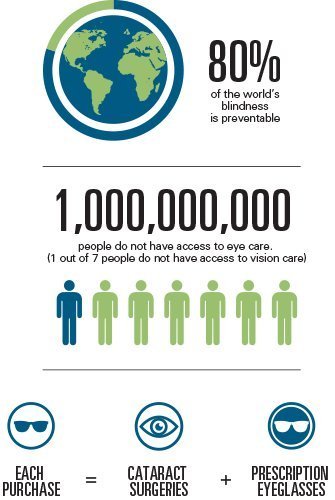 80%
of the world's
blindness
is preventable
1,000,000,000
people do not have access to eye care.
(1 out of 7 people do not have access to vision care)
EACH
PURCHASE
=
CATARACT
SURGERIES
+
PRESCRIPTION
EYEGLASSES